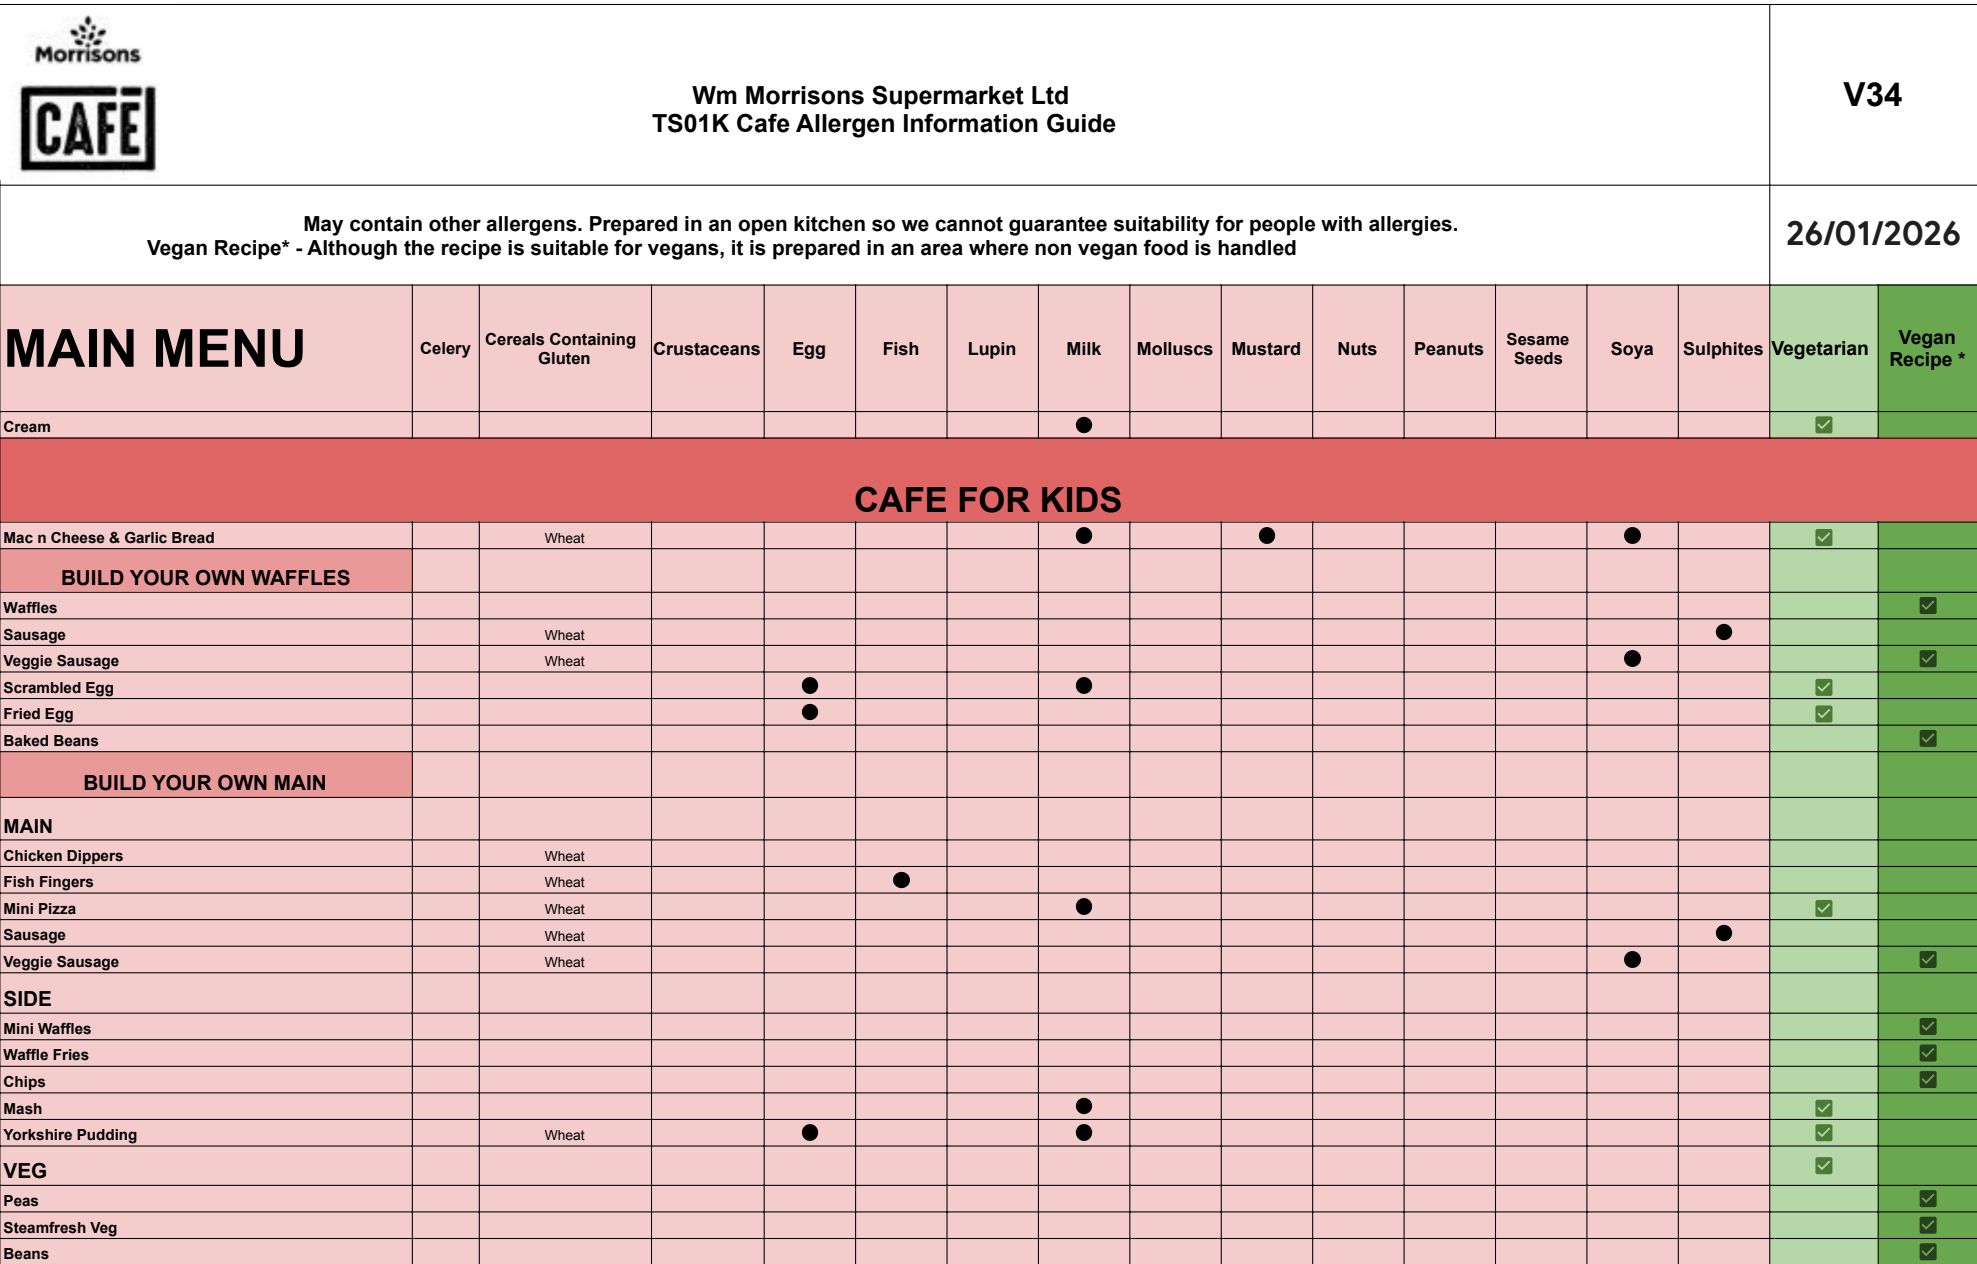 Morrisons
CAFÉ
Wm Morrisons Supermarket Ltd
TS01K Cafe Allergen Information Guide
V34
May contain other allergens. Prepared in an open kitchen so we cannot guarantee suitability for people with allergies.
Vegan Recipe* - Although the recipe is suitable for vegans, it is prepared in an area where non vegan food is handled
26/01/2026
MAIN MENU Celery Cereals Containing Gluten Crustaceans Egg Fish Lupin Milk Molluscs Mustard Nuts Peanuts Sesame Seeds Soya Sulphites Vegetarian Vegan Recipe *
Cream ● ☑
CAFE FOR KIDS
Mac n Cheese & Garlic Bread Wheat ● ● ● ☑
BUILD YOUR OWN WAFFLES
Waffles ☑
Sausage Wheat ●
Veggie Sausage Wheat ● ☑
Scrambled Egg ● ● ☑
Fried Egg ● ☑
Baked Beans ☑
BUILD YOUR OWN MAIN
MAIN
Chicken Dippers Wheat
Fish Fingers Wheat ●
Mini Pizza Wheat ● ☑
Sausage Wheat ●
Veggie Sausage Wheat ● ☑
SIDE
Mini Waffles ☑
Waffle Fries ☑
Chips ☑
Mash ● ☑
Yorkshire Pudding Wheat ● ● ☑
VEG ☑
Peas ☑
Steamfresh Veg ☑
Beans ☑